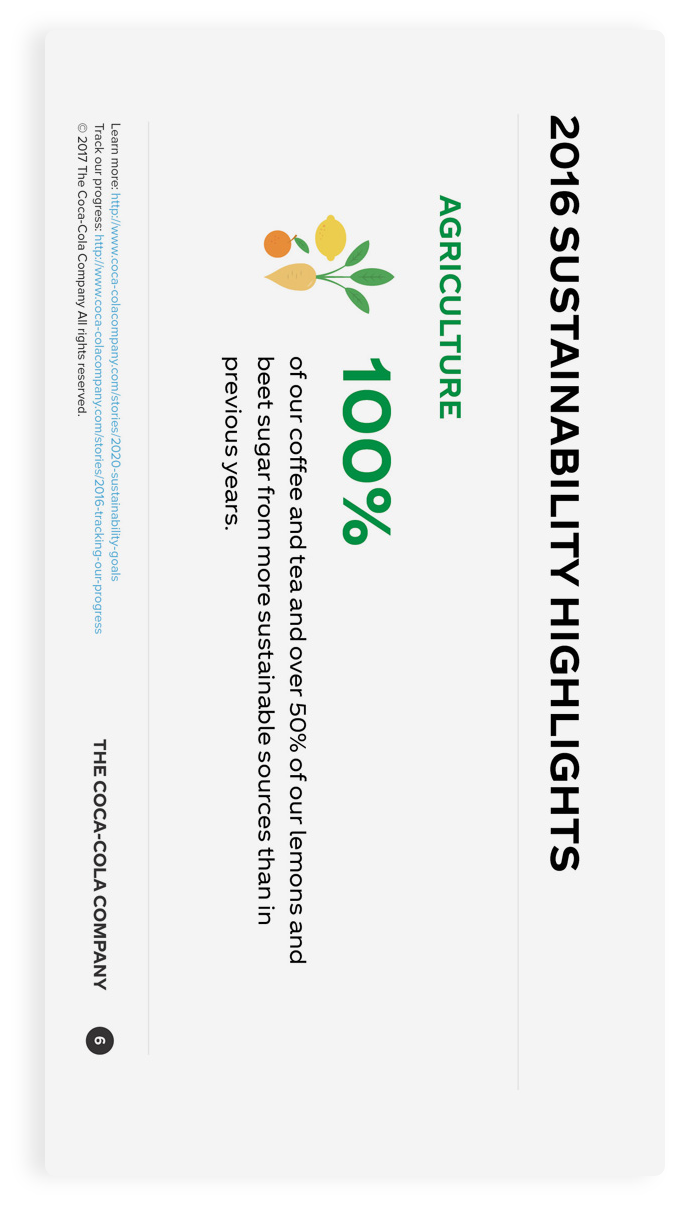 2016 SUSTAINABILITY HIGHLIGHTS
AGRICULTURE
100%
of our coffee and tea and over 50% of our lemons and
beet sugar from more sustainable sources than in
previous years.
Learn more: http://www.coca-colacompany.com/stories/2020-sustainability-goals
Track our progress: http://www.coca-colacompany.com/stories/2016-tracking-our-progress
© 2017 The Coca-Cola Company All rights reserved.
THE COCA-COLA COMPANY
6